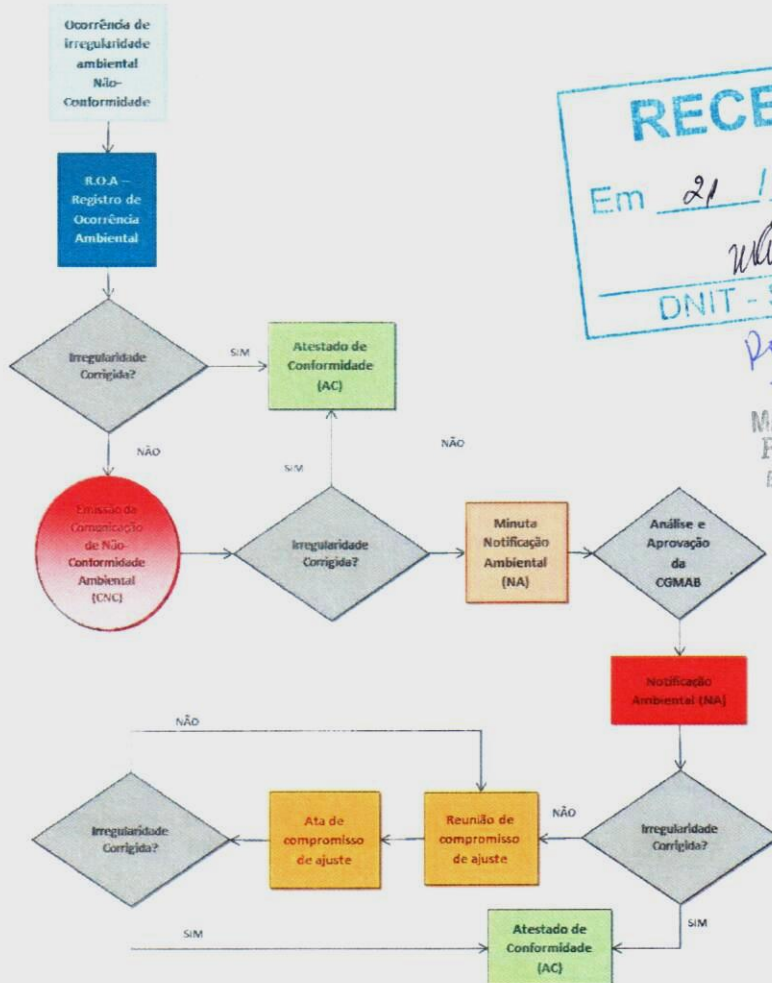 Ocorrência de
irregularidade
ambiental
Não-
Conformidade
R.O.A –
Registro de
Ocorrência
Ambiental
Irregularidade
Corrigida?
SIM
Atestado de
Conformidade
(AC)
NÃO
Emissão da
Comunicação
de Não-
Conformidade
Ambiental
(CNC)
SIM
Irregularidade
Corrigida?
NÃO
Minuta
Notificação
Ambiental
(NA)
Análise e
Aprovação
da
CGMAB
Notificação
Ambiental (NA)
Irregularidade
Corrigida?
NÃO
Reunião de
compromisso
de ajuste
Ata de
compromisso
de ajuste
Irregularidade
Corrigida?
NÃO
SIM
SIM
Atestado de
Conformidade
(AC)
RECE
Em 21 /
DNIT -